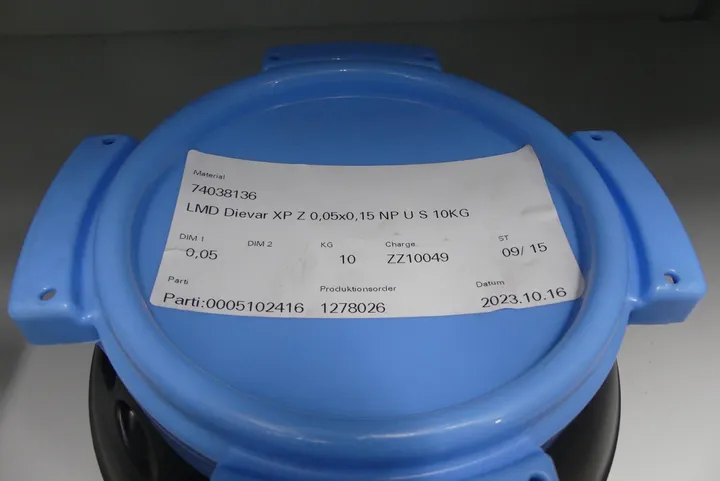 Material
74038136
LMD Dievar XP Z 0,05x0,15 NP U S 10KG
DIM 1 DIM 2 KG Charge. ST
0,05 10 ZZ10049 09/ 15
Parti Produktionsorder Datum
Parti:0005102416 1278026 2023.10.16